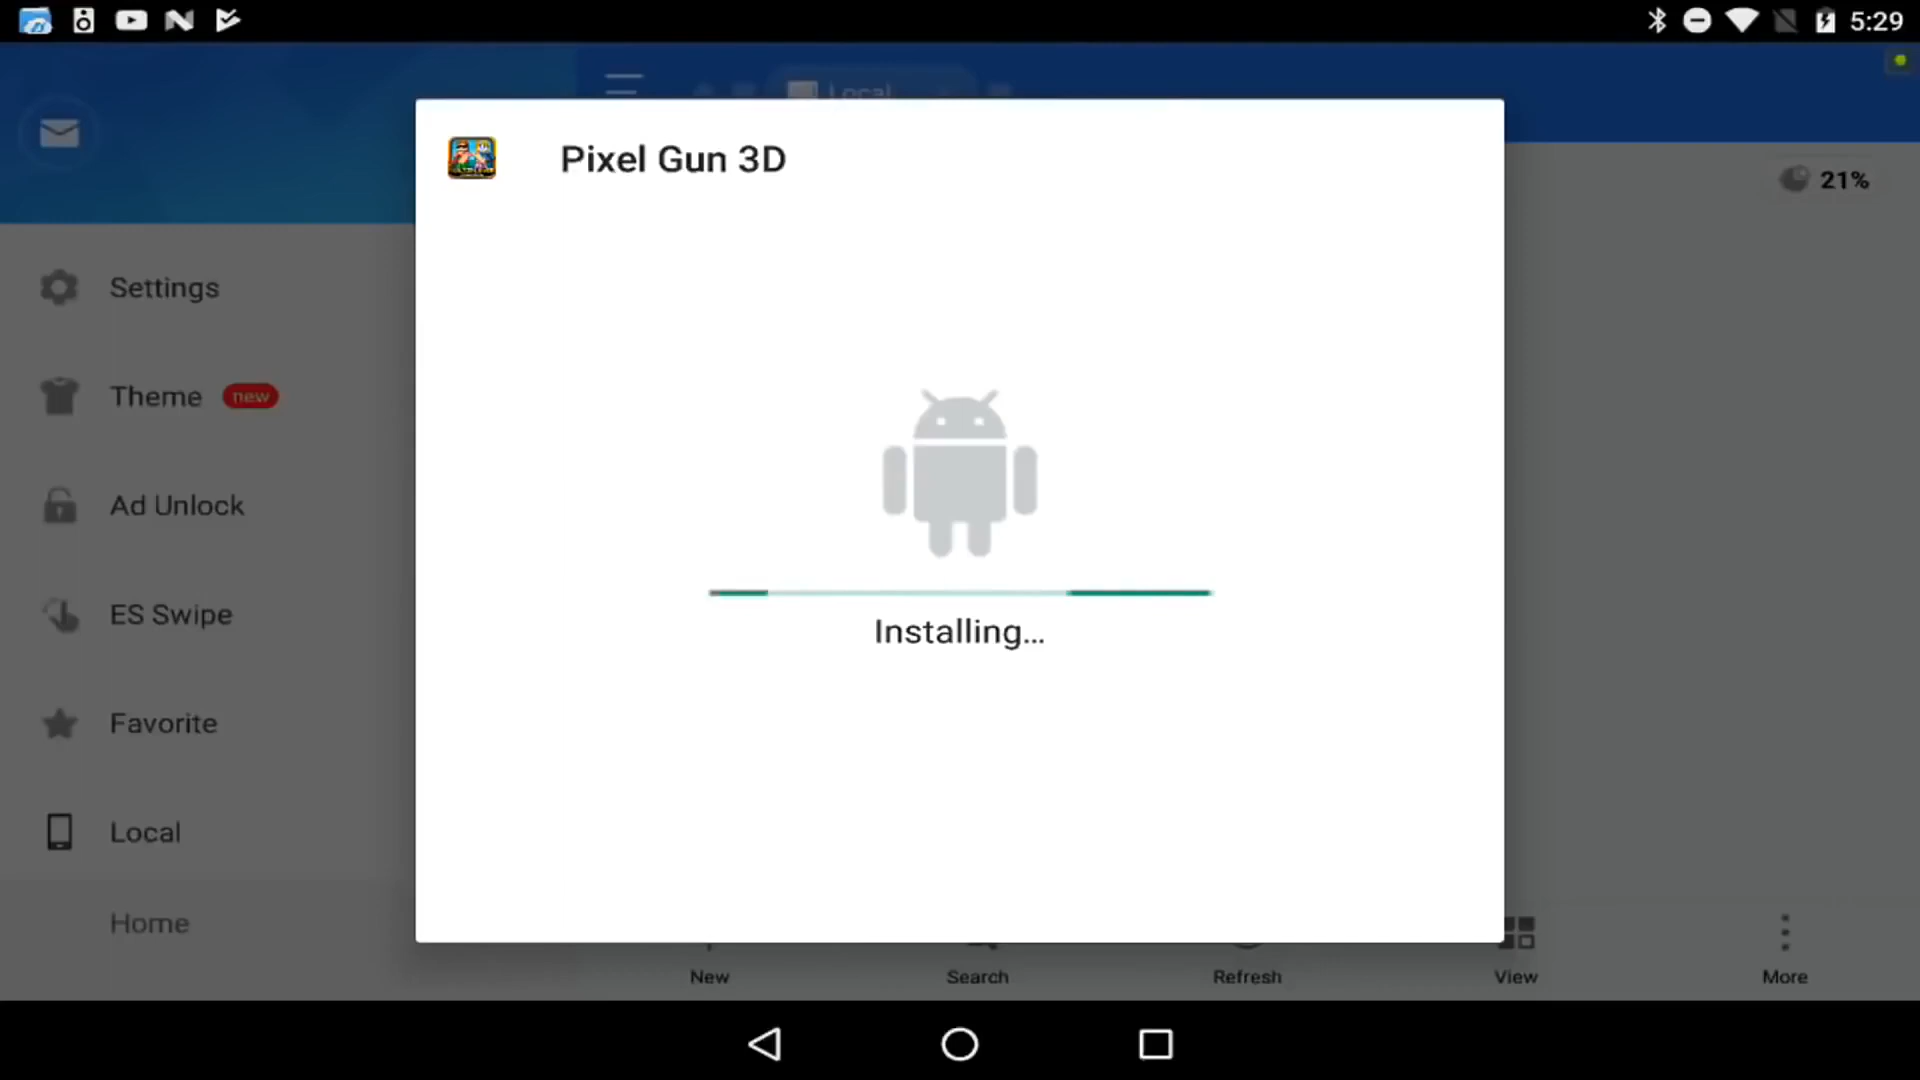 5:29
Local
Pixel Gun 3D
21%
Settings
Theme new
Ad Unlock
ES Swipe
Installing...
Favorite
Local
Home
New
Search
Refresh
View
More